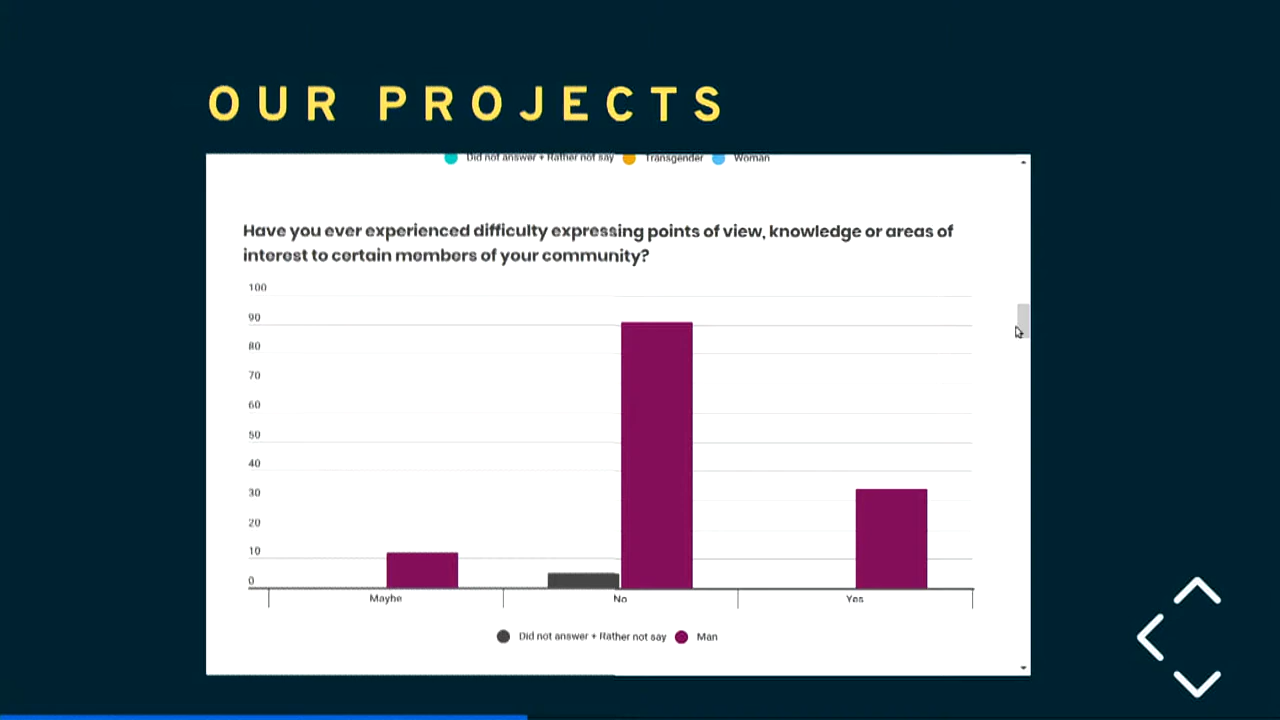 OUR PROJECTS
Did not answer + Rather not say Transgender Woman
Have you ever experienced difficulty expressing points of view, knowledge or areas of
interest to certain members of your community?
100
90
80
70
60
50
40
30
20
10
0
Maybe No Yes
Did not answer + Rather not say Man